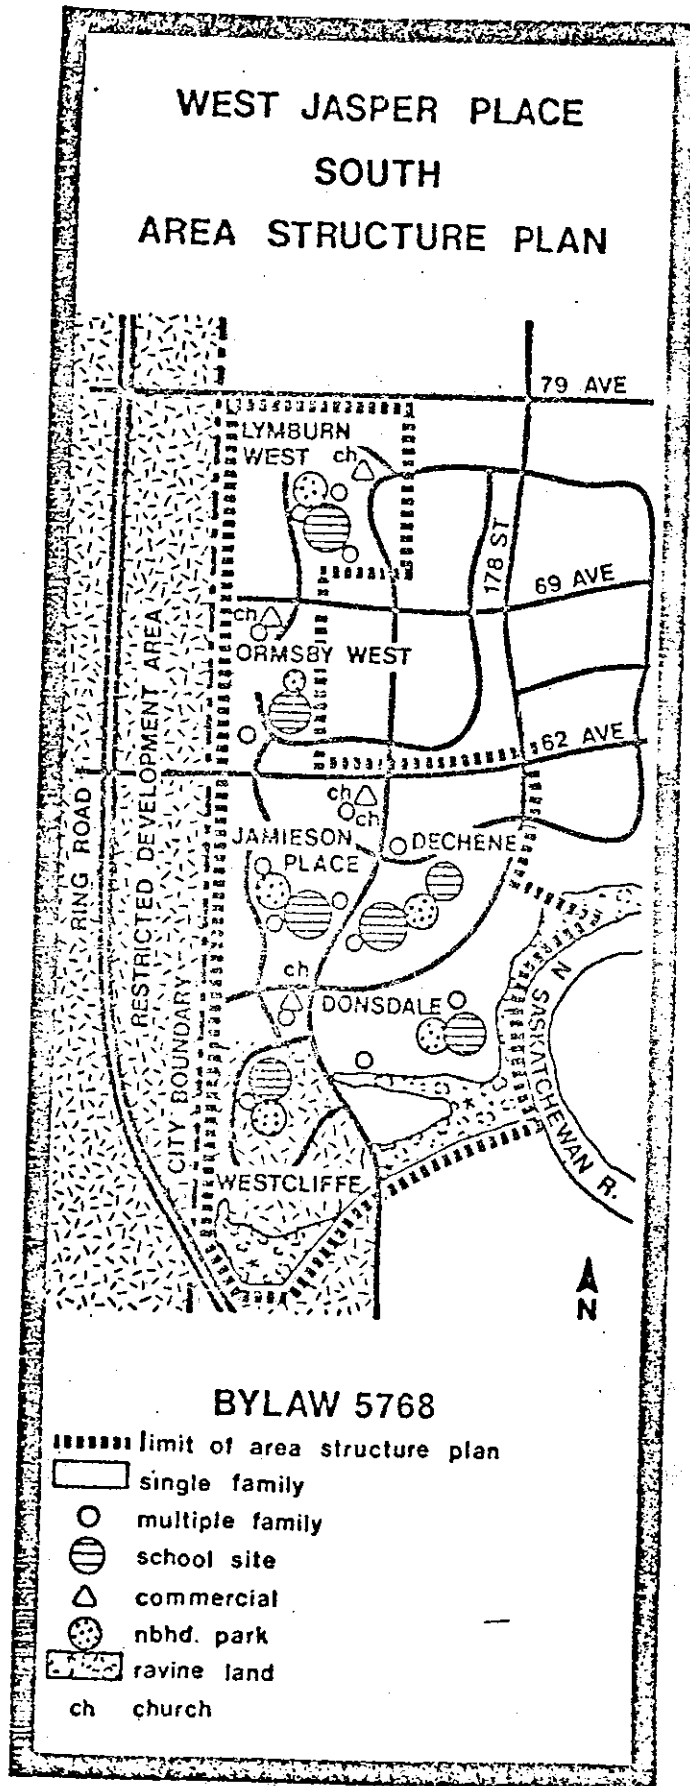 WEST JASPER PLACE
SOUTH
AREA STRUCTURE PLAN
79 AVE
LYMBURN
WEST
ch
178 ST
69 AVE
ch
ORMSBY WEST
62 AVE
ch
ch
JAMIESON
PLACE
DECHENE
RING ROAD
RESTRICTED DEVELOPMENT AREA
CITY BOUNDARY
ch
DONSDALE
N SASKATCHEWAN R.
WESTCLIFFE
N
BYLAW 5768
limit of area structure plan
single family
multiple family
school site
commercial
nbhd. park
ravine land
ch church